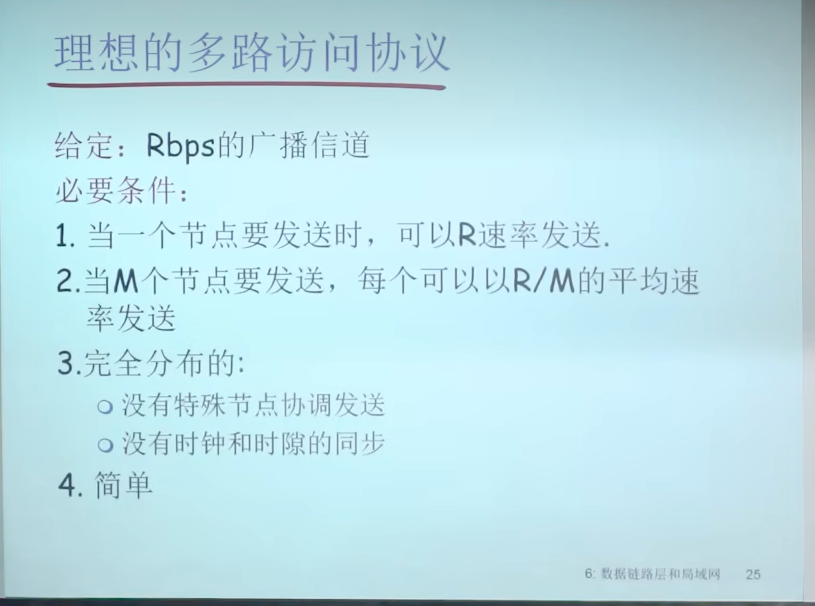 理想的多路访问协议
给定：Rbps的广播信道
必要条件：
1. 当一个节点要发送时，可以R速率发送.
2.当M个节点要发送，每个可以以R/M的平均速
率发送
3.完全分布的:
没有特殊节点协调发送
没有时钟和时隙的同步
4. 简单
6: 数据链路层和局域网 25